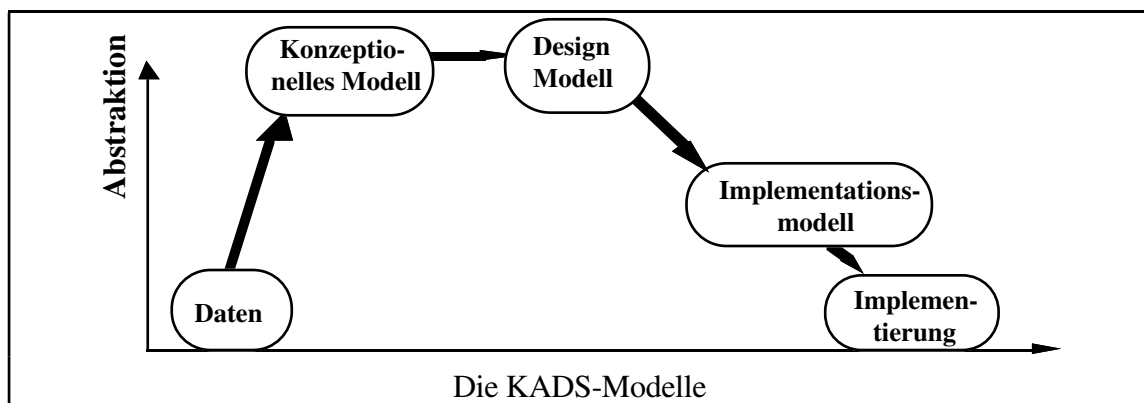 Abstraktion
Konzeptio-
nelles Modell
Design
Modell
Implementations-
modell
Daten
Implemen-
tierung
Die KADS-Modelle